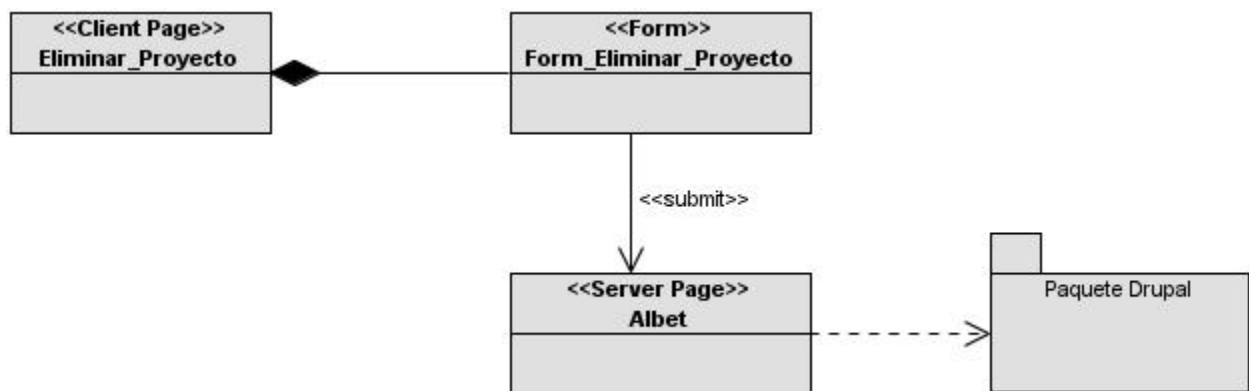 <<Client Page>>
Eliminar_Proyecto
<<Form>>
Form_Eliminar_Proyecto
<<submit>>
<<Server Page>>
Albet
Paquete Drupal